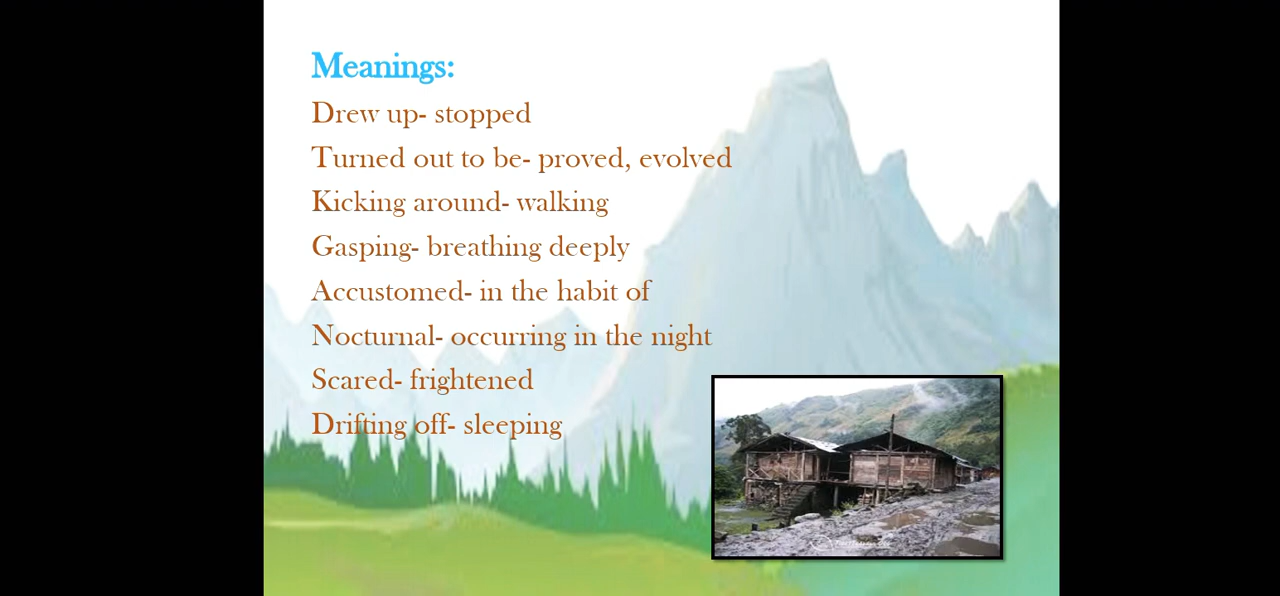 Meanings:
Drew up- stopped
Turned out to be- proved, evolved
Kicking around- walking
Gasping- breathing deeply
Accustomed- in the habit of
Nocturnal- occurring in the night
Scared- frightened
Drifting off- sleeping